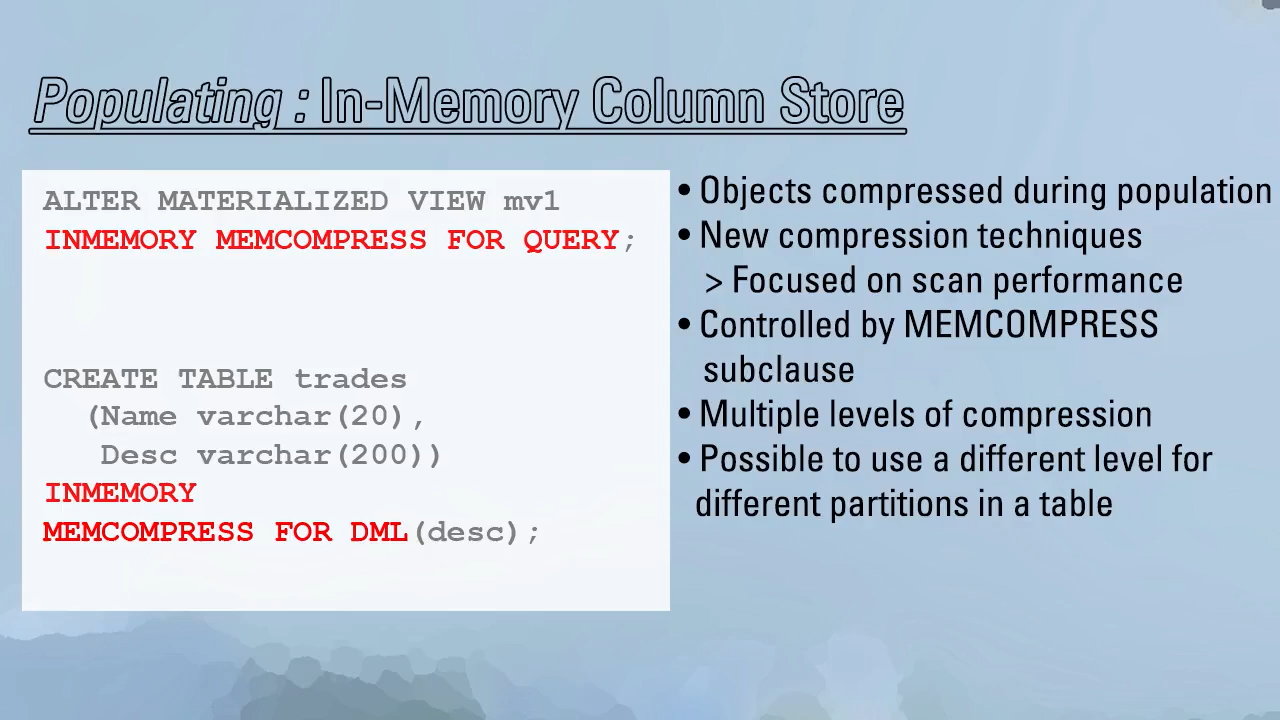 Populating : In-Memory Column Store
ALTER MATERIALIZED VIEW mv1
INMEMORY MEMCOMPRESS FOR QUERY;
CREATE TABLE trades
(Name varchar(20),
Desc varchar(200))
INMEMORY
MEMCOMPRESS FOR DML(desc);
• Objects compressed during population
• New compression techniques
> Focused on scan performance
• Controlled by MEMCOMPRESS
subclause
• Multiple levels of compression
• Possible to use a different level for
different partitions in a table